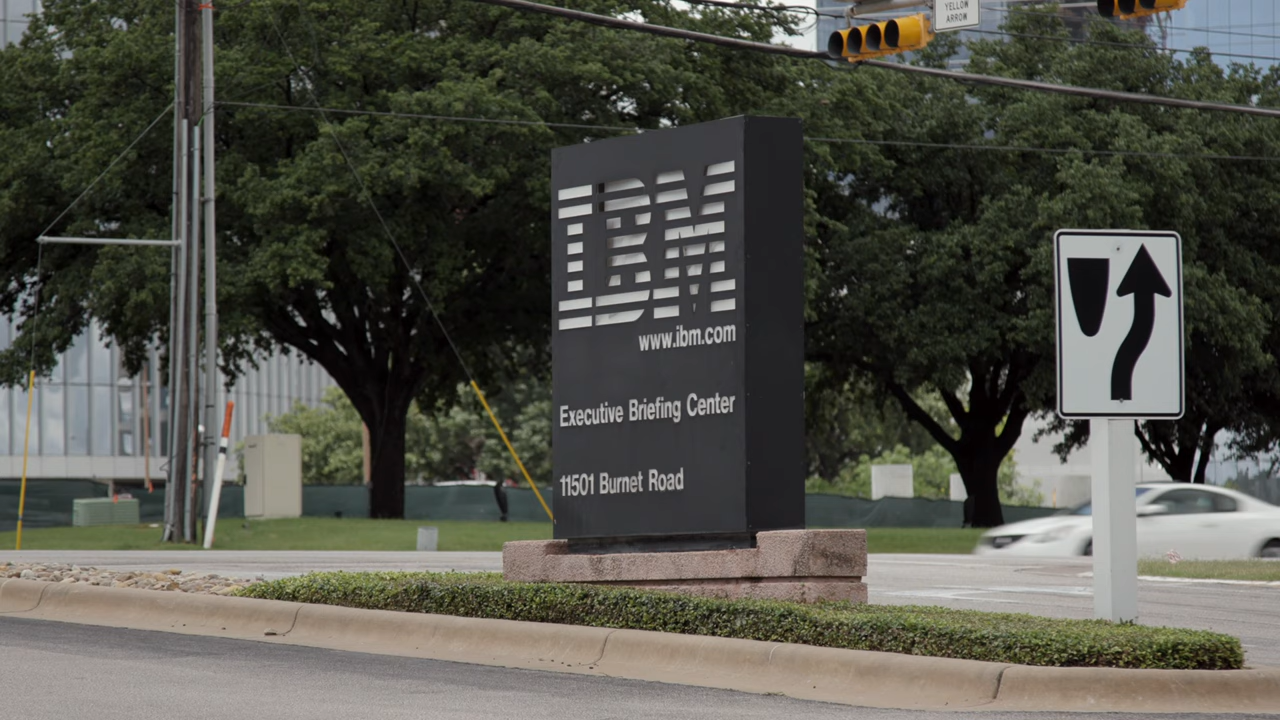 YELLOW
ARROW
IBM
www.ibm.com
Executive Briefing Center
11501 Burnet Road